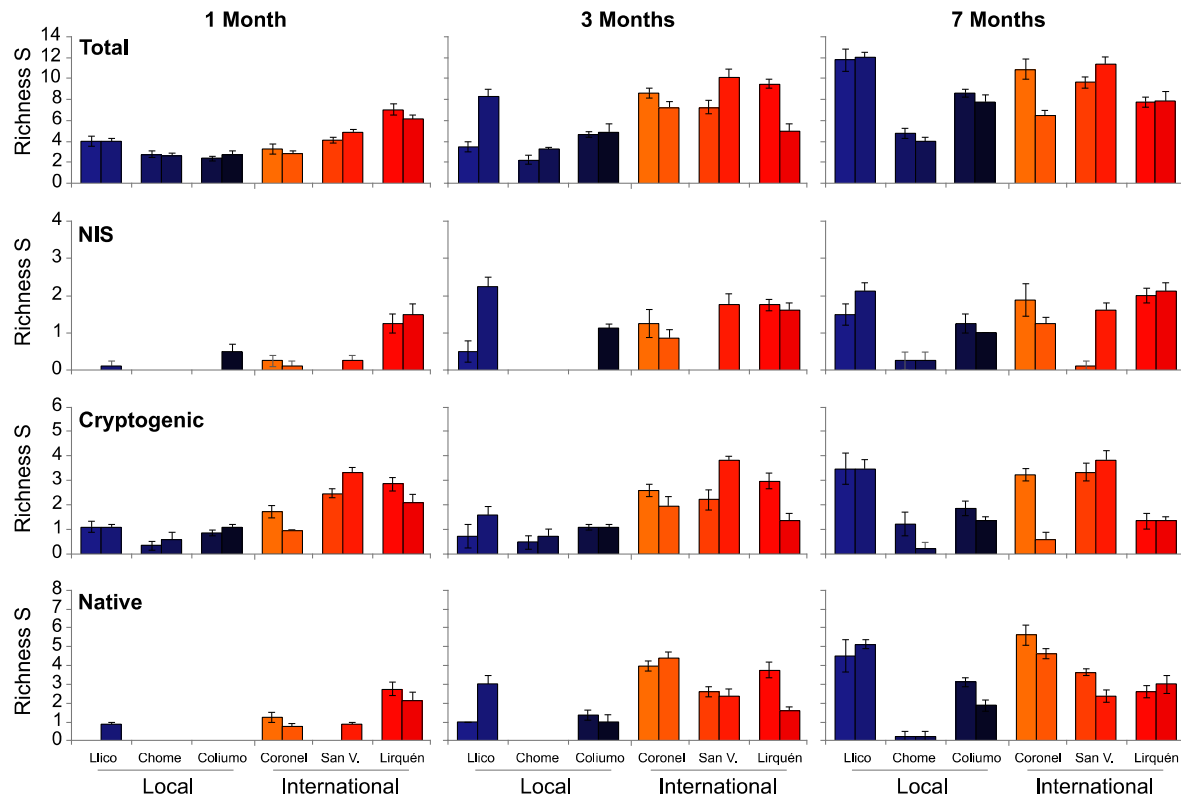 1 Month 3 Months 7 Months
Total
Richness S
14
12
10
8
6
4
2
0
NIS
Richness S
4
3
2
1
0
Cryptogenic
Richness S
6
5
4
3
2
1
0
Native
Richness S
8
7
6
5
4
3
2
1
0
Llico Chome Coliumo Coronel San V. Lirquén Llico Chome Coliumo Coronel San V. Lirquén Llico Chome Coliumo Coronel San V. Lirquén
Local International Local International Local International